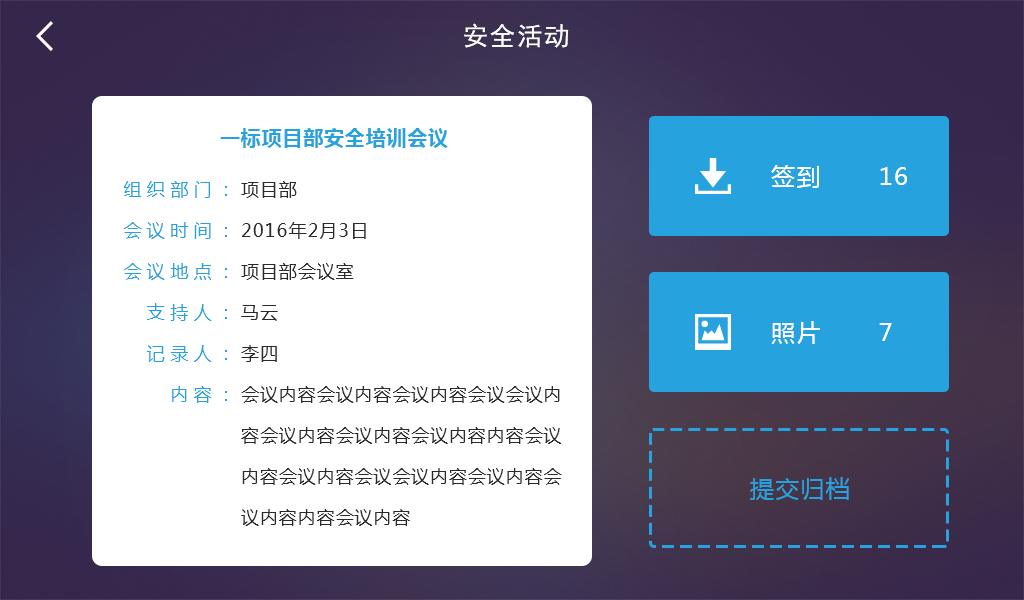 安全活动
一标项目部安全培训会议
组织部门：项目部
会议时间：2016年2月3日
会议地点：项目部会议室
支持人：马云
记录人：李四
内容：会议内容会议内容会议内容会议会议内
容会议内容会议内容会议内容内容会议
内容会议内容会议会议内容会议内容会
议内容内容会议内容
签到 16
照片 7
提交归档